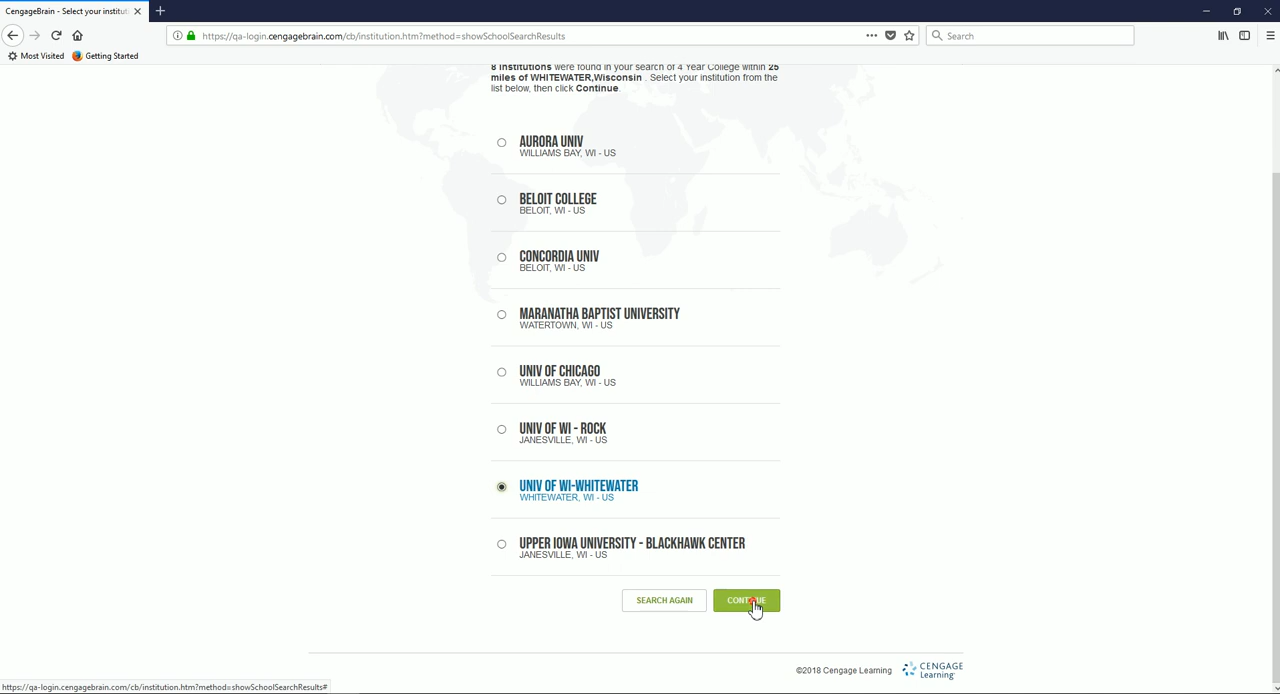 CengageBrain - Select your institut
https://qa-login.cengagebrain.com/cb/institution.htm?method=showSchoolSearchResults
Search
Most Visited
Getting Started
8 Institutions were found in your search of 4 Year College within 25
miles of WHITEWATER,Wisconsin . Select your institution from the
list below, then click Continue.
AURORA UNIV
WILLIAMS BAY, WI - US
BELOIT COLLEGE
BELOIT, WI - US
CONCORDIA UNIV
BELOIT, WI - US
MARANATHA BAPTIST UNIVERSITY
WATERTOWN, WI - US
UNIV OF CHICAGO
WILLIAMS BAY, WI - US
UNIV OF WI - ROCK
JANESVILLE, WI - US
UNIV OF WI-WHITEWATER
WHITEWATER, WI - US
UPPER IOWA UNIVERSITY - BLACKHAWK CENTER
JANESVILLE, WI - US
SEARCH AGAIN
CONTINUE
©2018 Cengage Learning
CENGAGE
Learning
https://qa-login.cengagebrain.com/cb/institution.htm?method=showSchoolSearchResults#